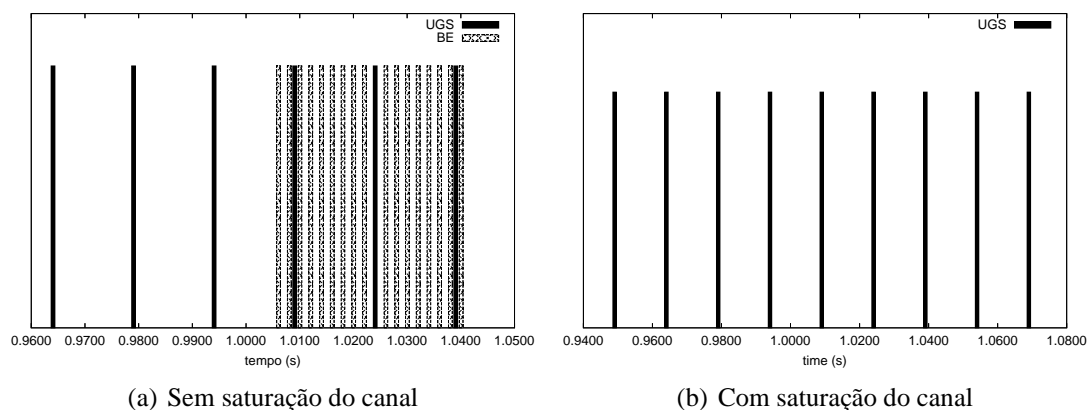 UGS
BE
0.9600 0.9700 0.9800 0.9900 1.0000 1.0100 1.0200 1.0300 1.0400 1.0500
tempo (s)
(a) Sem saturação do canal
UGS
0.9400 0.9600 0.9800 1.0000 1.0200 1.0400 1.0600 1.0800
time (s)
(b) Com saturação do canal